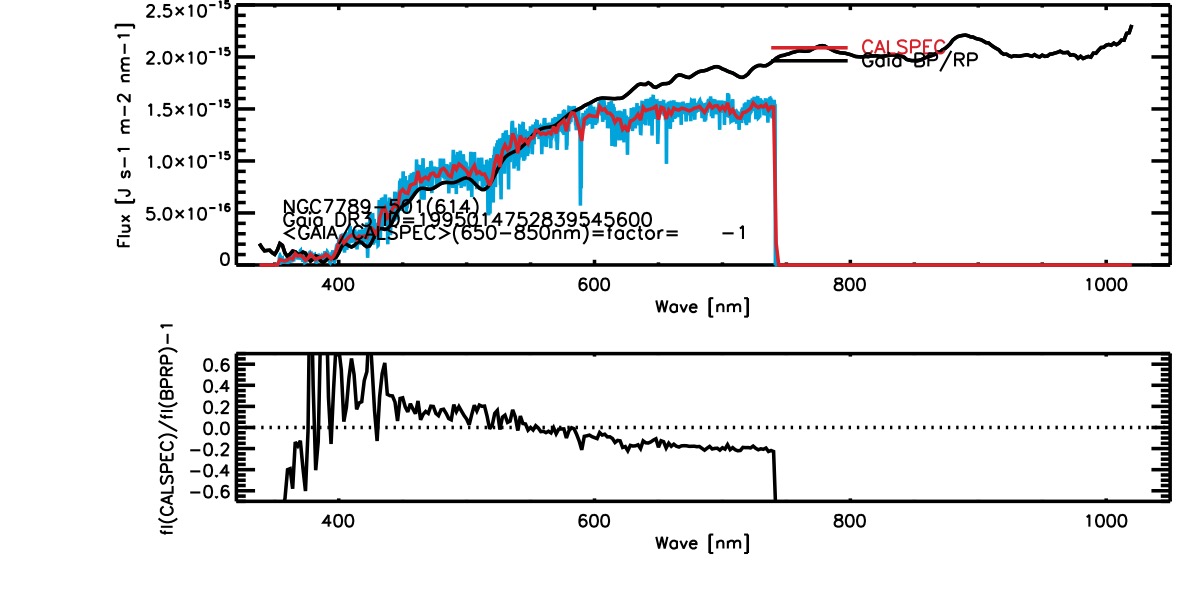 2.5×10−15
2.0×10−15
1.5×10−15
1.0×10−15
5.0×10−16
0
Flux [J s−1 m−2 nm−1]
CALSPEC
Gaia BP/RP
NGC7789−501(614)
Gaia DR3 ID=1995014752839545600
<GAIA/CALSPEC>(650−850nm)=factor= −1
400 600 800 1000
Wave [nm]
fl(CALSPEC)/fl(BPRP)−1
0.6
0.4
0.2
0.0
−0.2
−0.4
−0.6
400 600 800 1000
Wave [nm]